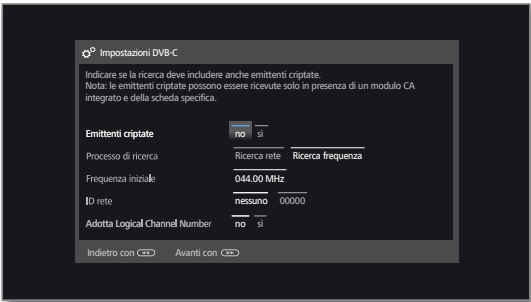 Impostazioni DVB-C
Indicare se la ricerca deve includere anche emittenti criptate.
Nota: le emittenti criptate possono essere ricevute solo in presenza di un modulo CA
integrato e della scheda specifica.
Emittenti criptate no sì
Processo di ricerca Ricerca rete Ricerca frequenza
Frequenza iniziale 044.00 MHz
ID rete nessuno 00000
Adotta Logical Channel Number no sì
Indietro con Avanti con